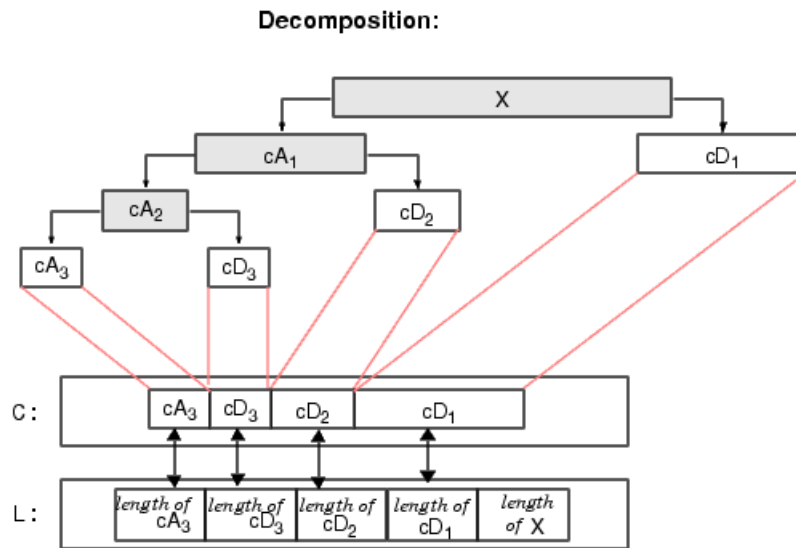 Decomposition:
X
cA₁
cD₁
cA₂
cD₂
cA₃
cD₃
C:
cA₃
cD₃
cD₂
cD₁
L:
length of
cA₃
length of
cD₃
length of
cD₂
length of
cD₁
length
of X